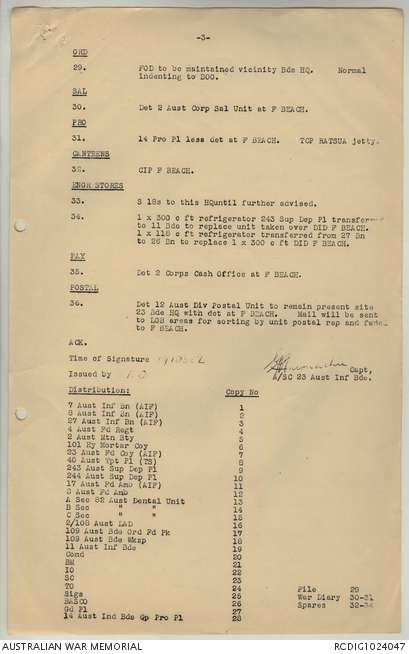 -3-
ORD
29. FOD to be maintained vicinity Bde HQ. Normal
indenting to BOO.
SAL
30. Det 2 Aust Corp Sal Unit at F BEACH.
PRO
31. 14 Pro Pl less det at F BEACH. TCP RATSUA jetty.
CANTEENS
32. CIP F BEACH.
ENGR STORES
33. S 18s to this HQuntil further advised.
34. 1 x 303 c ft refrigerator 243 Sup Dep Pl transferred
to 11 Bde to replace unit taken over DID F BEACH.
1 x 118 c ft refrigerator transferred from 27 Bn
to 26 Bn to replace 1 x 300 c ft DID F BEACH.
PAY
35. Det 2 Corps Cash Office at F BEACH.
POSTAL
36. Det 12 Aust Div Postal Unit to remain present site
23 Bde HQ with det at F BEACH. Mail will be sent
to LOB areas for sorting by unit postal rep and fwded
to F BEACH.
ACK.
Time of Signature
Issued by
Capt,
A/SC 23 Aust Inf Bde.
Distribution: Copy No
7 Aust Inf Bn (AIF) 1
8 Aust Inf Bn (AIF) 2
27 Aust Inf Bn (AIF) 3
4 Aust Fd Regt 4
2 Aust Mtn Bty 5
101 Hy Mortar Coy 6
23 Aust Fd Coy (AIF) 7
40 Aust Tpt Pl (TS) 8
243 Aust Sup Dep Pl 9
244 Aust Sup Dep Pl 10
17 Aust Fd Amb (AIF) 11
8 Aust Fd Amb 12
A Sec 82 Aust Dental Unit 13
B Sec " " 14
C Sec " " 15
2/108 Aust LAD 16
109 Aust Bde Ord Fd Pk 17
109 Aust Bde Wksp 18
11 Aust Inf Bde 19
Comd 20
BM 21
IO 22
SC 23
TO 24 File 29
Sigs 25 War Diary 30-31
BASCO 26 Spares 32-34
Gd Pl 27
14 Aust Ind Bde Gp Pro Pl 28
AUSTRALIAN WAR MEMORIAL
RCDIG1024047